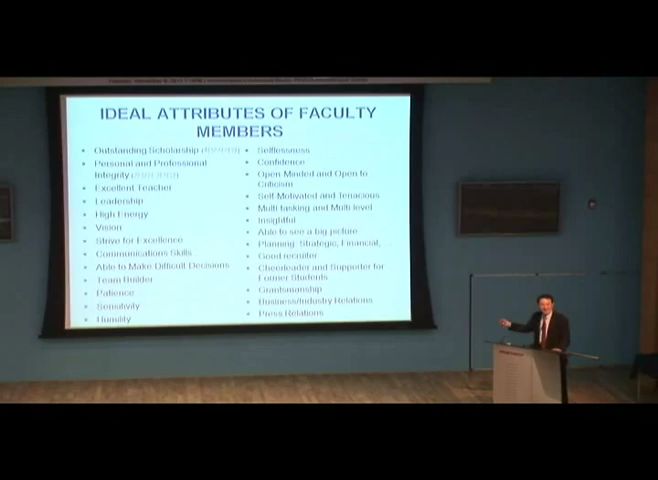 IDEAL ATTRIBUTES OF FACULTY
MEMBERS
Outstanding Scholarship
Personal and Professional
Integrity
Excellent Teacher
Leadership
High Energy
Vision
Strive for Excellence
Communications Skills
Able to Make Difficult Decisions
Team Builder
Patience
Sensitivity
Humility
Selflessness
Confidence
Open Minded and Open to
Criticism
Self-Motivated and Tenacious
Multi tasking and Multi level
Insightful
Able to see a big picture
Planning: Strategic, Financial, ...
Good recruiter
Cheerleader and Supporter for
Former Students
Grantsmanship
Business/Industry Relations
Press Relations